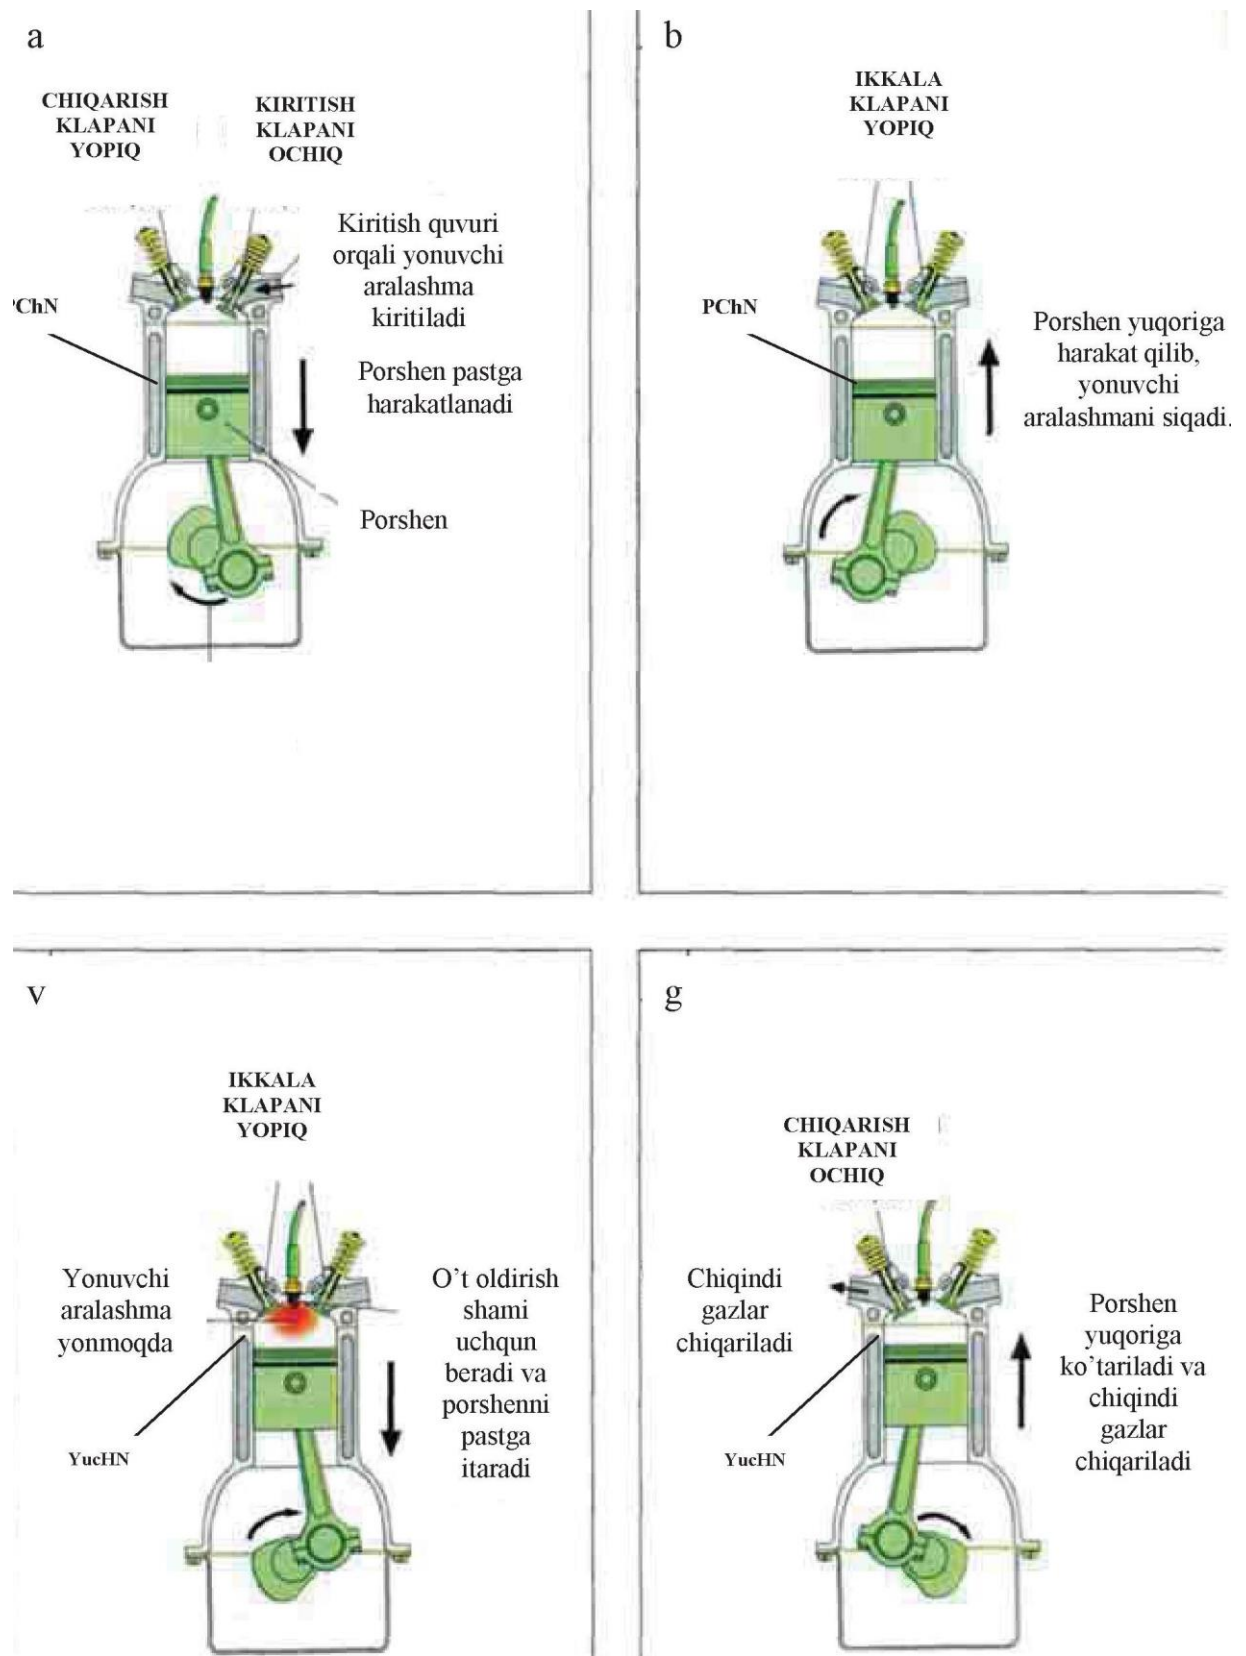 a
CHIQARISH
KLAPANI
YOPIQ
KIRITISH
KLAPANI
OCHIQ
Kiritish quvuri
orqali yonuvchi
aralashma
kiritiladi
PChN
Porshen pastga
harakatlanadi
Porshen
b
IKKALA
KLAPANI
YOPIQ
PChN
Porshen yuqoriga
harakat qilib,
yonuvchi
aralashmani siqadi.
v
IKKALA
KLAPANI
YOPIQ
Yonuvchi
aralashma
yonmoqda
O’t oldirish
shami
uchqun
beradi va
porshenni
pastga
itaradi
YucHN
g
CHIQARISH
KLAPANI
OCHIQ
Chiqindi
gazlar
chiqariladi
Porshen
yuqoriga
ko’tariladi va
chiqindi
gazlar
chiqariladi
YucHN